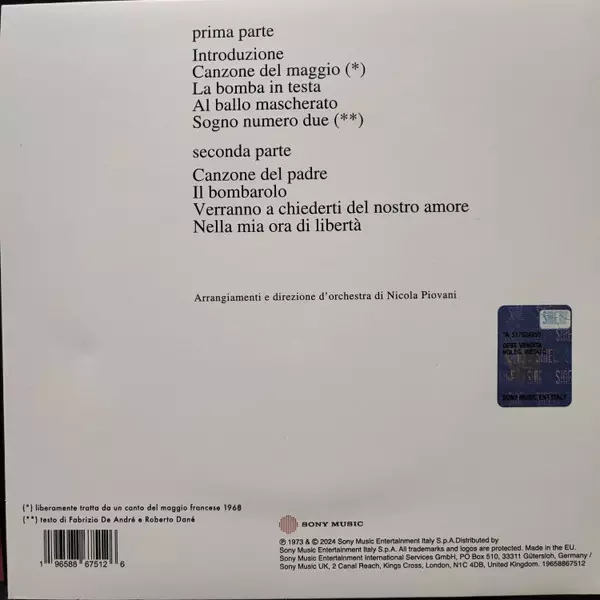 prima parte
Introduzione
Canzone del maggio (*)
La bomba in testa
Al ballo mascherato
Sogno numero due (**)
seconda parte
Canzone del padre
Il bombarolo
Verranno a chiederti del nostro amore
Nella mia ora di libertà
Arrangiamenti e direzione d'orchestra di Nicola Piovani
SONY MUSIC ENT ITALY
(*) liberamente tratta da un canto del maggio francese 1968
(**) testo di Fabrizio De André e Roberto Dané
SONY MUSIC
℗ 1973 & © 2024 Sony Music Entertainment Italy S.p.A.Distributed by
Sony Music Entertainment Italy S.p.A. All trademarks and logos are protected. Made in the EU.
Sony Music Entertainment International Services GmbH, PO Box 510, 33311 Gütersloh, Germany /
Sony Music UK, 2 Canal Reach, Kings Cross, London, N1C 4DB, United Kingdom. 19658867512
1 96588 67512 6